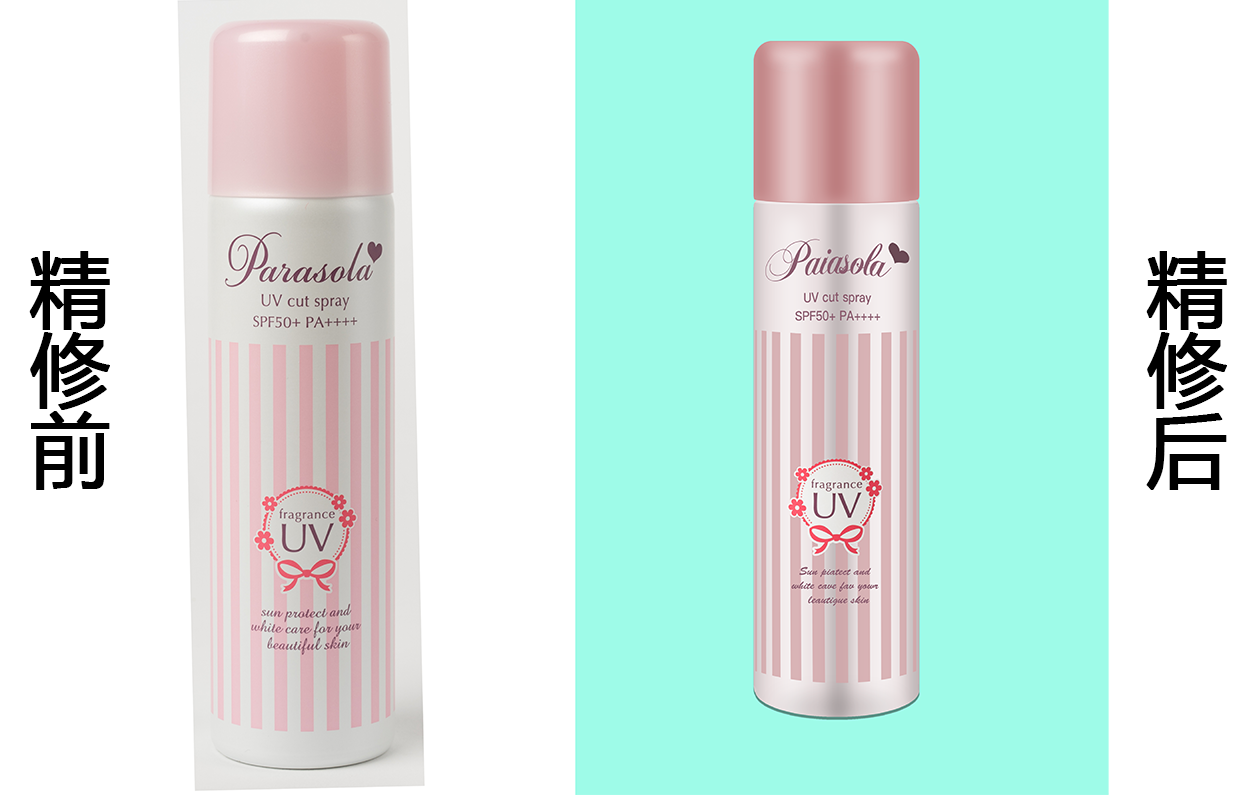 精修前
Parasola
UV cut spray
SPF50+ PA++++
fragrance
UV
sun protect and
white care for your
beautiful skin
Paiasola
UV cut spray
SPF50+ PA++++
fragrance
UV
Sun piatect and
white cave fav your
leautique skin
精修后